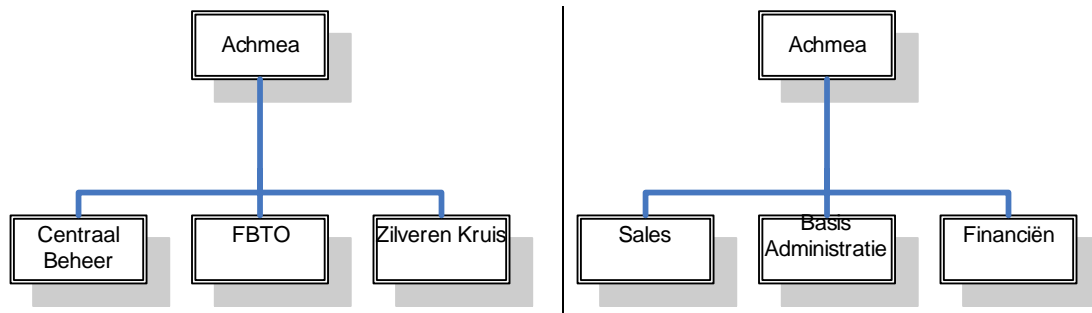 Achmea
Centraal
Beheer
FBTO
Zilveren Kruis
Achmea
Sales
Basis
Administratie
Financiën